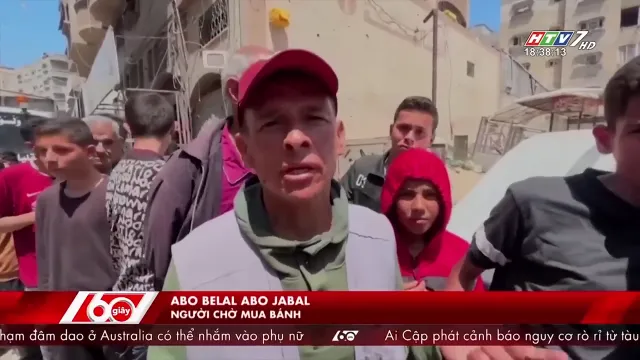 HTV7 HD
18:38:13
60 giây
ABO BELAL ABO JABAL
NGƯỜI CHỜ MUA BÁNH
hạm đâm dao ở Australia có thể nhắm vào phụ nữ 60 Ai Cập phát cảnh báo nguy cơ rò rỉ từ tàu